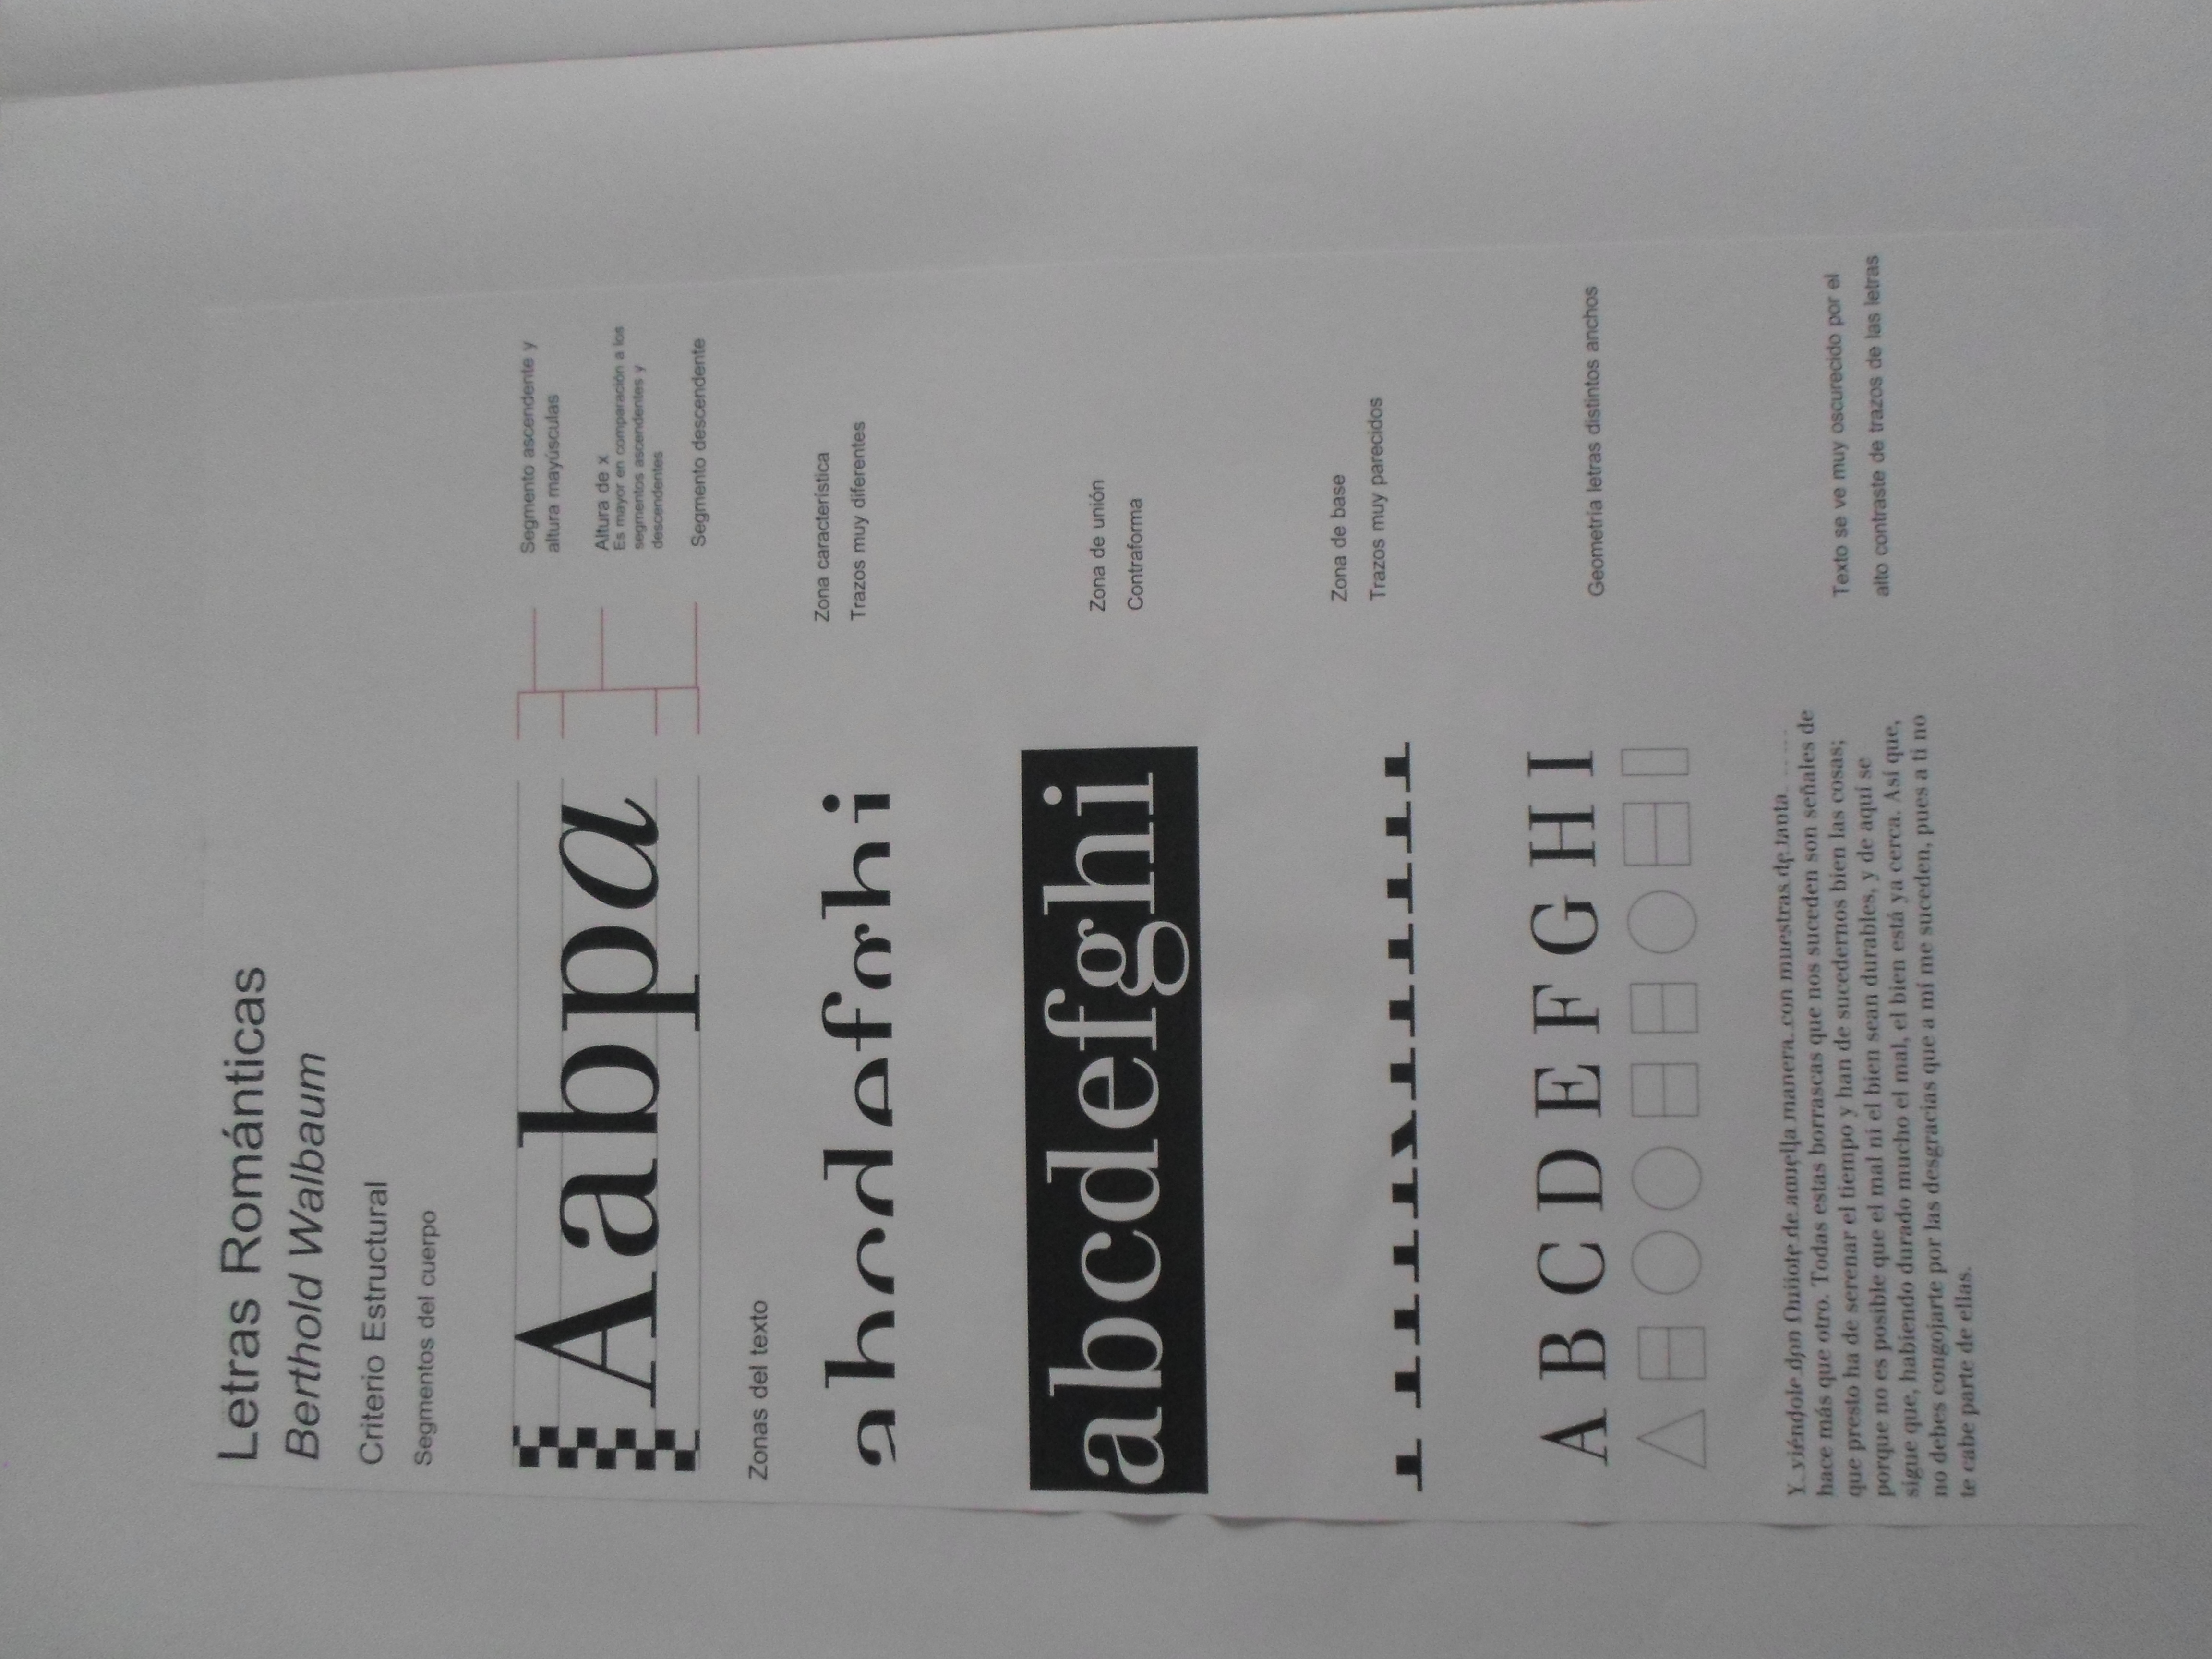 Letras Románticas
Berthold Walbaum
Criterio Estructural
Segmentos del cuerpo
Aabpa
Segmento ascendente y
altura mayúsculas
Altura de x
Es mayor en comparación a los
segmentos ascendentes y
descendentes
Segmento descendente
Zonas del texto
abcdefghi
Zona característica
Trazos muy diferentes
abcdefghi
Zona de unión
Contraforma
Zona de base
Trazos muy parecidos
A B C D E F G H I
Geometría letras distintos anchos
Y viéndole don Quijote de aquella manera, con muestras de tanta
hace más que otro. Todas estas borrascas que nos suceden son señales de
que presto ha de serenar el tiempo y han de sucedernos bien las cosas;
porque no es posible que el mal ni el bien sean durables, y de aquí se
sigue que, habiendo durado mucho el mal, el bien está ya cerca. Así que,
no debes congojarte por las desgracias que a mí me suceden, pues a ti no
te cabe parte de ellas.
Texto se ve muy oscurecido por el
alto contraste de trazos de las letras